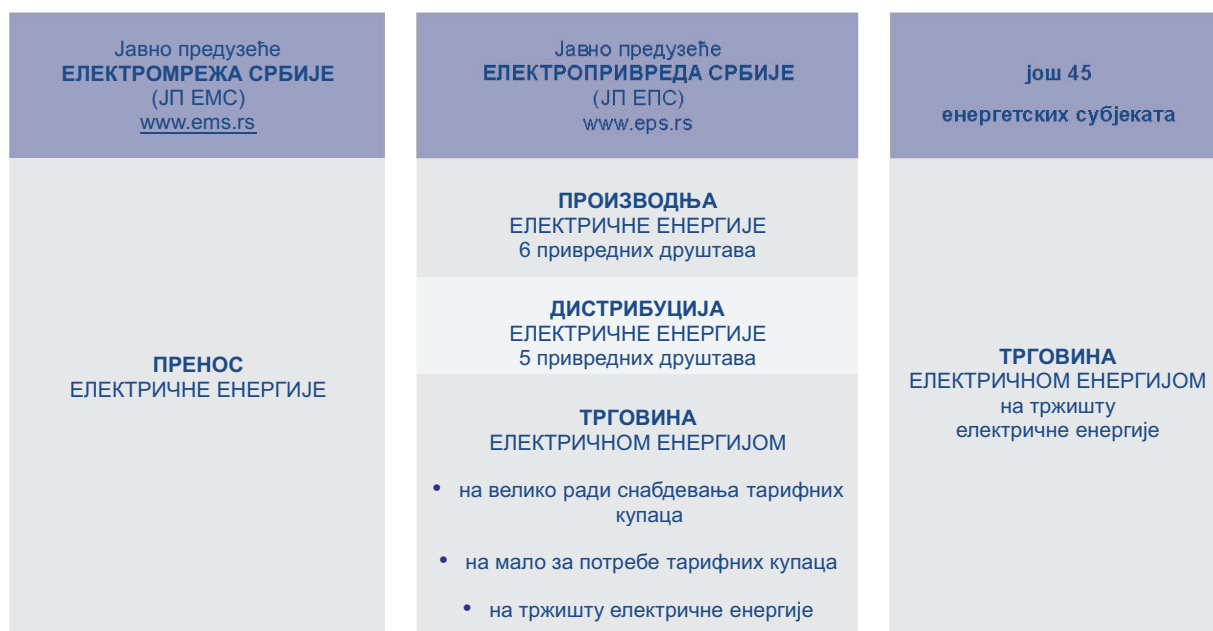 Јавно предузеће
ЕЛЕКТРОМРЕЖА СРБИЈЕ
(ЈП ЕМС)
www.ems.rs
Јавно предузеће
ЕЛЕКТРОПРИВРЕДА СРБИЈЕ
(ЈП ЕПС)
www.eps.rs
још 45
енергетских субјеката
ПРЕНОС
ЕЛЕКТРИЧНЕ ЕНЕРГИЈЕ
ПРОИЗВОДЊА
ЕЛЕКТРИЧНЕ ЕНЕРГИЈЕ
6 привредних друштава
ДИСТРИБУЦИЈА
ЕЛЕКТРИЧНЕ ЕНЕРГИЈЕ
5 привредних друштава
ТРГОВИНА
ЕЛЕКТРИЧНОМ ЕНЕРГИЈОМ
• на велико ради снабдевања тарифних
купаца
• на мало за потребе тарифних купаца
• на тржишту електричне енергије
ТРГОВИНА
ЕЛЕКТРИЧНОМ ЕНЕРГИЈОМ
на тржишту
електричне енергије